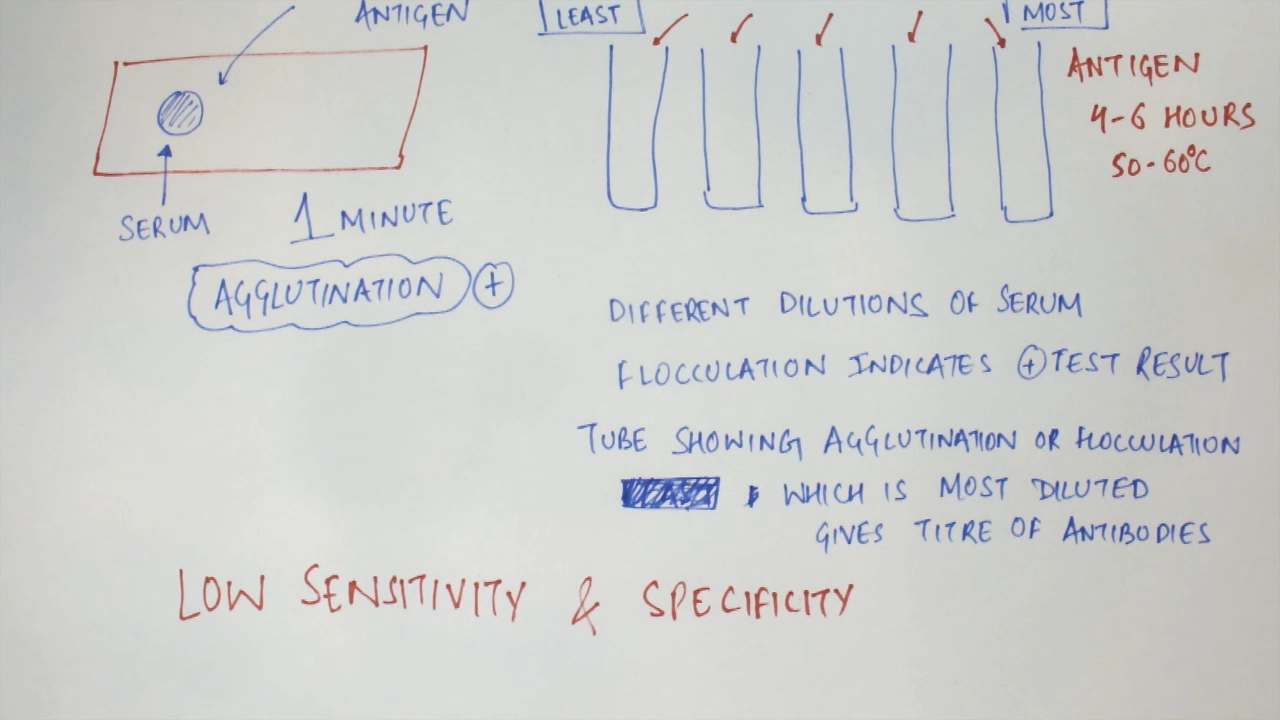 ANTIGEN
SERUM
1 MINUTE
AGGLUTINATION +
LEAST
MOST
ANTIGEN
4-6 HOURS
50-60°C
DIFFERENT DILUTIONS OF SERUM
FLOCCULATION INDICATES + TEST RESULT
TUBE SHOWING AGGLUTINATION OR FLOCCULATION
WHICH IS MOST DILUTED
GIVES TITRE OF ANTIBODIES
LOW SENSITIVITY & SPECIFICITY